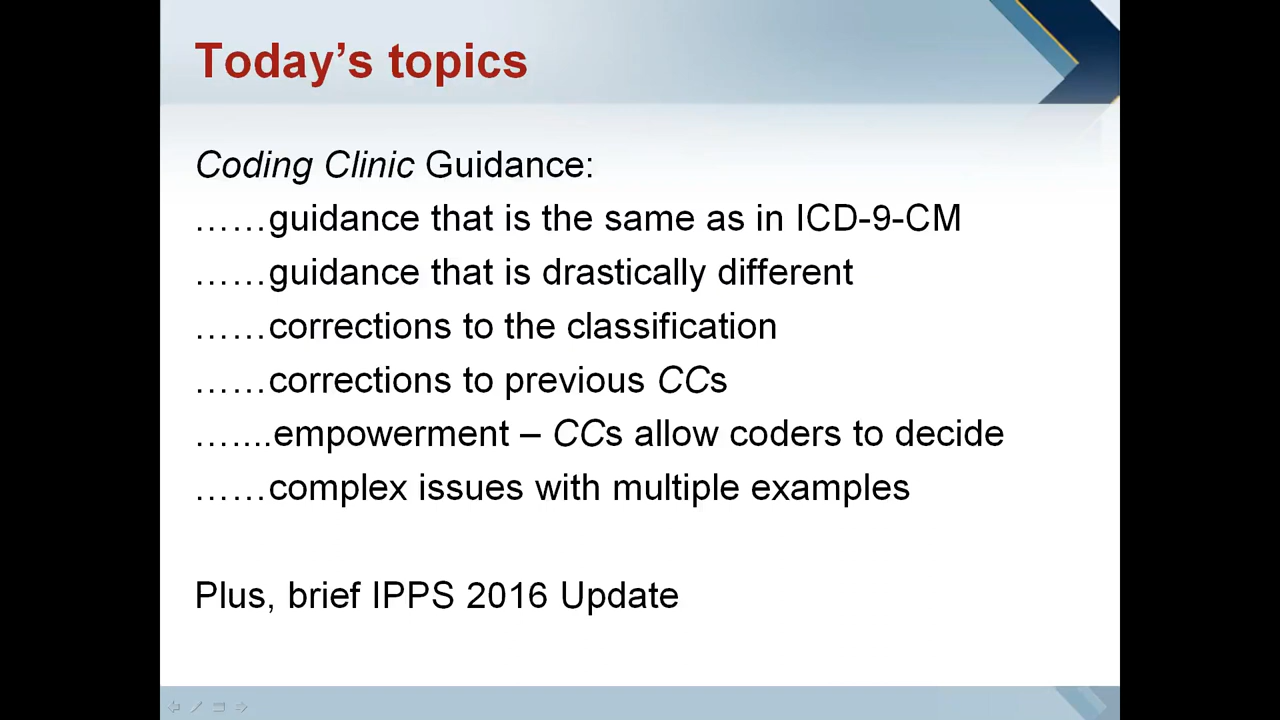 Today’s topics
Coding Clinic Guidance:
……guidance that is the same as in ICD-9-CM
……guidance that is drastically different
……corrections to the classification
……corrections to previous CCs
…....empowerment – CCs allow coders to decide
……complex issues with multiple examples
Plus, brief IPPS 2016 Update